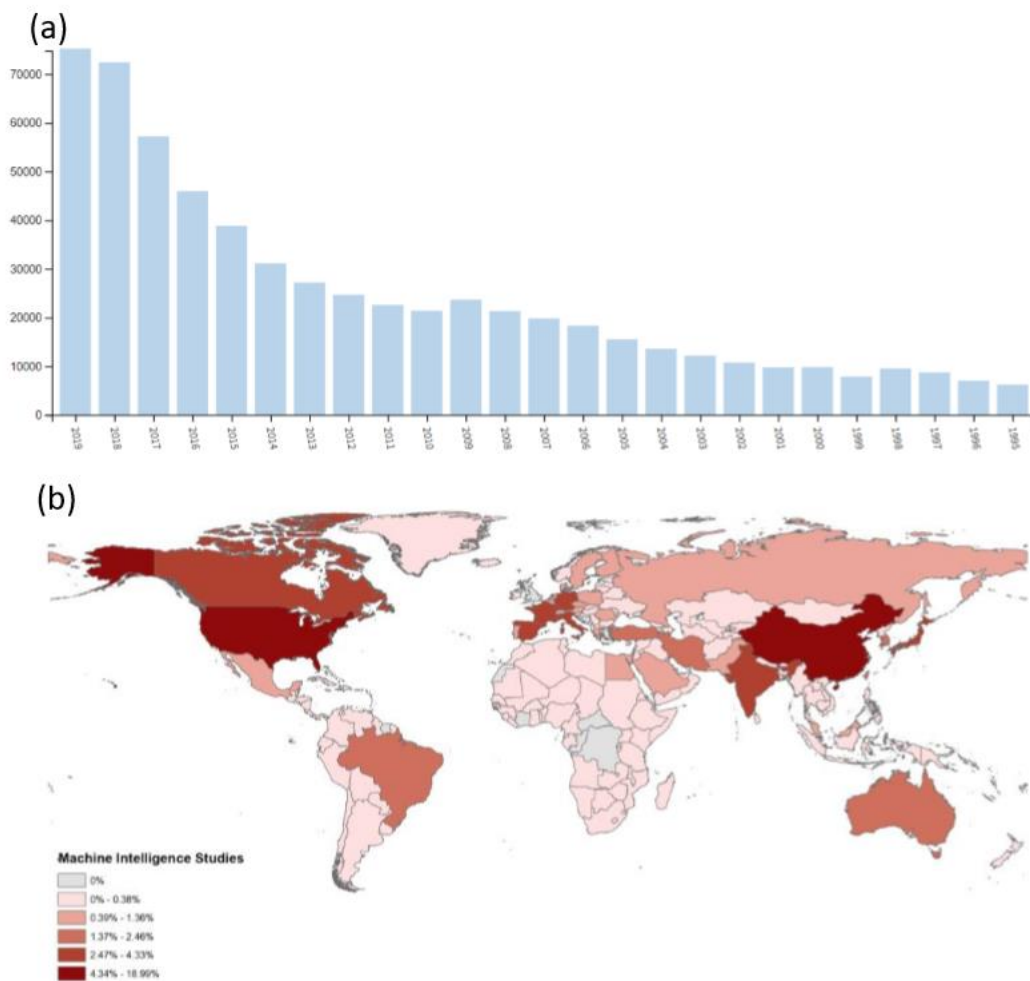 (a)
70000
60000
50000
40000
30000
20000
10000
0
2019 2018 2017 2016 2015 2014 2013 2012 2011 2010 2009 2008 2007 2006 2005 2004 2003 2002 2001 2000 1999 1998 1997 1996 1995
(b)
Machine Intelligence Studies
0%
0% - 0.38%
0.39% - 1.36%
1.37% - 2.46%
2.47% - 4.33%
4.34% - 18.99%